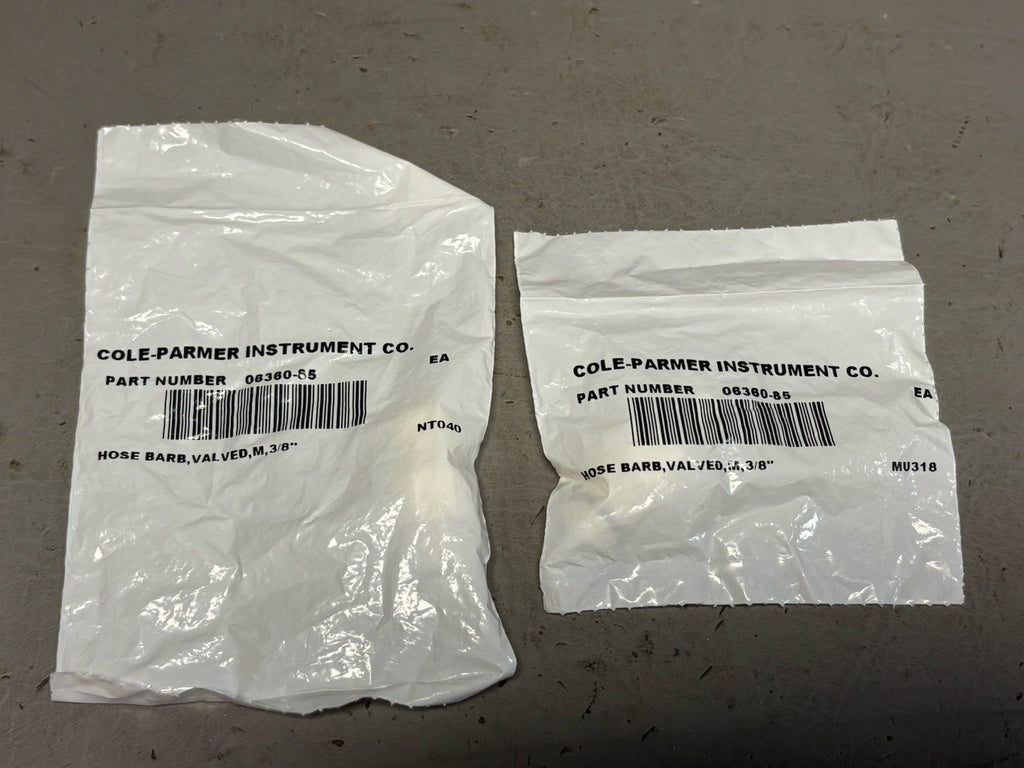 COLE-PARMER INSTRUMENT CO.
EA
PART NUMBER 06360-85
NT040
HOSE BARB,VALVED,M,3/8"
COLE-PARMER INSTRUMENT CO.
PART NUMBER 06360-85
EA
HOSE BARB,VALVED,M,3/8"
MU318